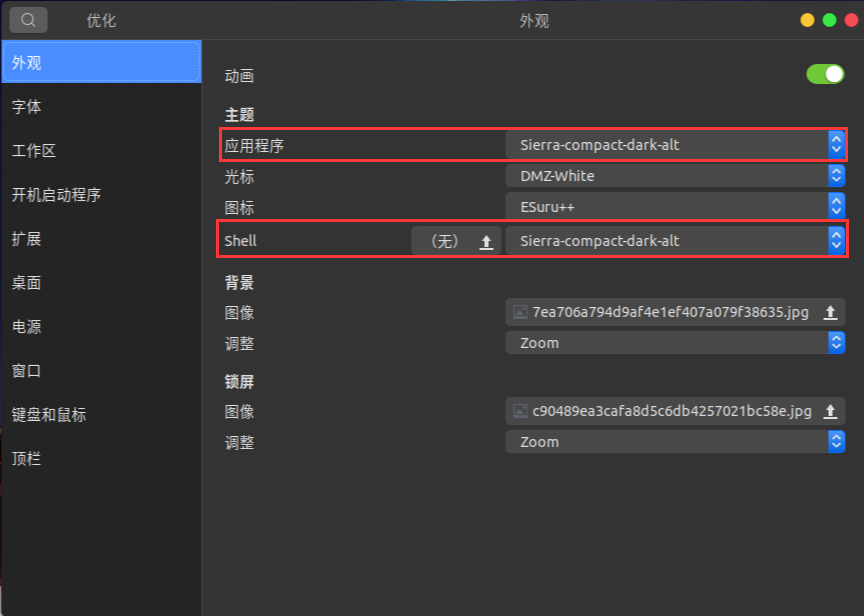 优化 外观
外观
字体
工作区
开机启动程序
扩展
桌面
电源
窗口
键盘和鼠标
顶栏
动画
主题
应用程序 Sierra-compact-dark-alt
光标 DMZ-White
图标 ESuru++
Shell （无） Sierra-compact-dark-alt
背景
图像 7ea706a794d9af4e1ef407a079f38635.jpg
调整 Zoom
锁屏
图像 c90489ea3cafa8d5c6db4257021bc58e.jpg
调整 Zoom